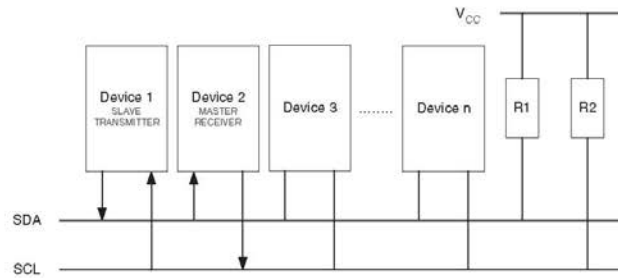 V_CC
Device 1
SLAVE
TRANSMITTER
Device 2
MASTER
RECEIVER
Device 3
........
Device n
R1
R2
SDA
SCL